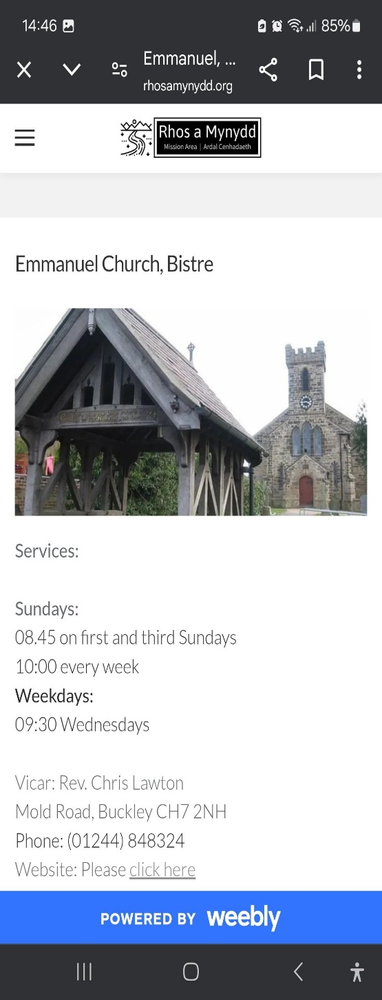 14:46
85%
Emmanuel, ...
rhosamynydd.org
Rhos a Mynydd
Mission Area | Ardal Cenhadaeth
Emmanuel Church, Bistre
Services:
Sundays:
08.45 on first and third Sundays
10:00 every week
Weekdays:
09:30 Wednesdays
Vicar: Rev. Chris Lawton
Mold Road, Buckley CH7 2NH
Phone: (01244) 848324
Website: Please click here
POWERED BY weebly